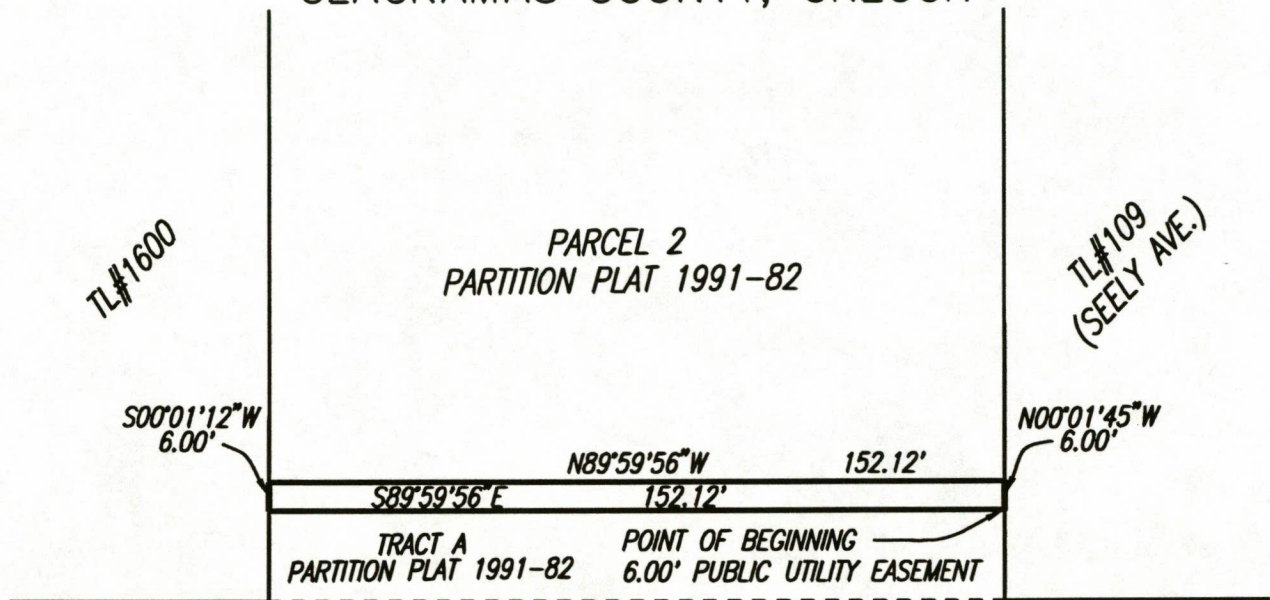 COUNTY, OREGON
TL#1600
PARCEL 2
PARTITION PLAT 1991-82
TL#109
(SEELY AVE.)
S00°01'12"W
6.00'
N00°01'45"W
6.00'
N89°59'56"W 152.12'
S89°59'56"E 152.12'
TRACT A
PARTITION PLAT 1991-82
POINT OF BEGINNING
6.00' PUBLIC UTILITY EASEMENT